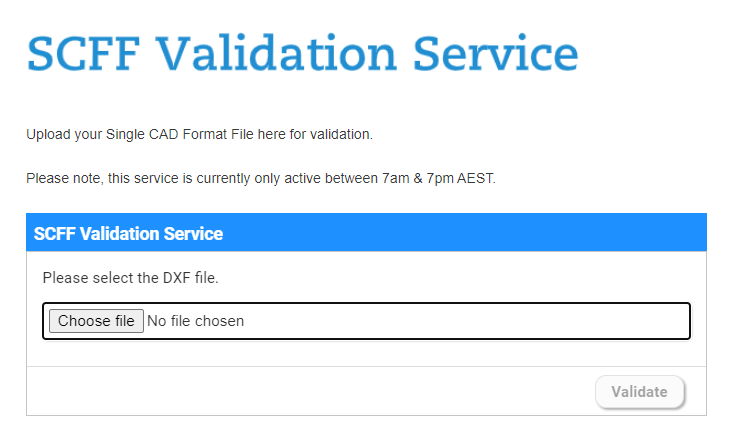 SCFF Validation Service
Upload your Single CAD Format File here for validation.
Please note, this service is currently only active between 7am & 7pm AEST.
SCFF Validation Service
Please select the DXF file.
Choose file No file chosen
Validate